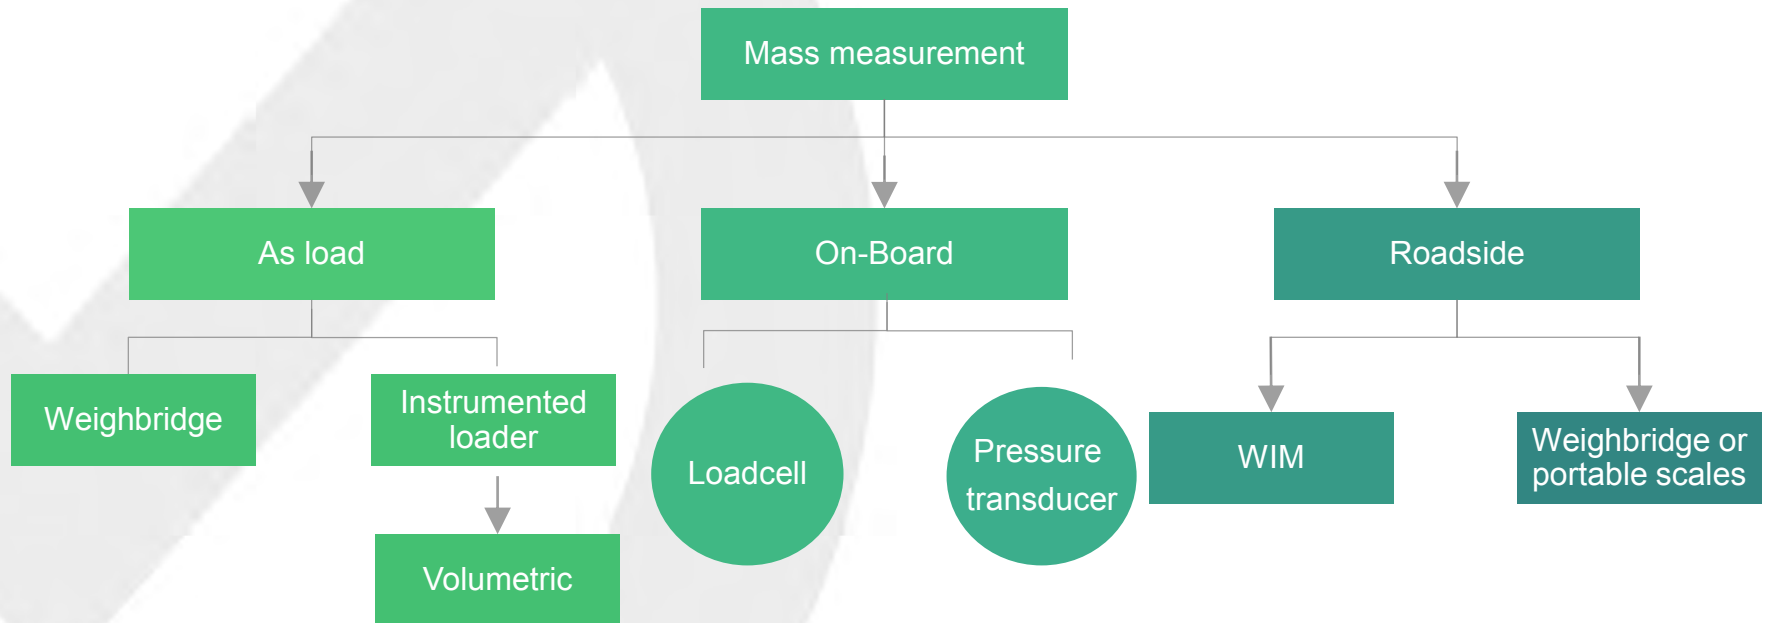 Mass measurement
As load
On-Board
Roadside
Weighbridge
Instrumented
loader
Loadcell
Pressure
transducer
WIM
Weighbridge or
portable scales
Volumetric